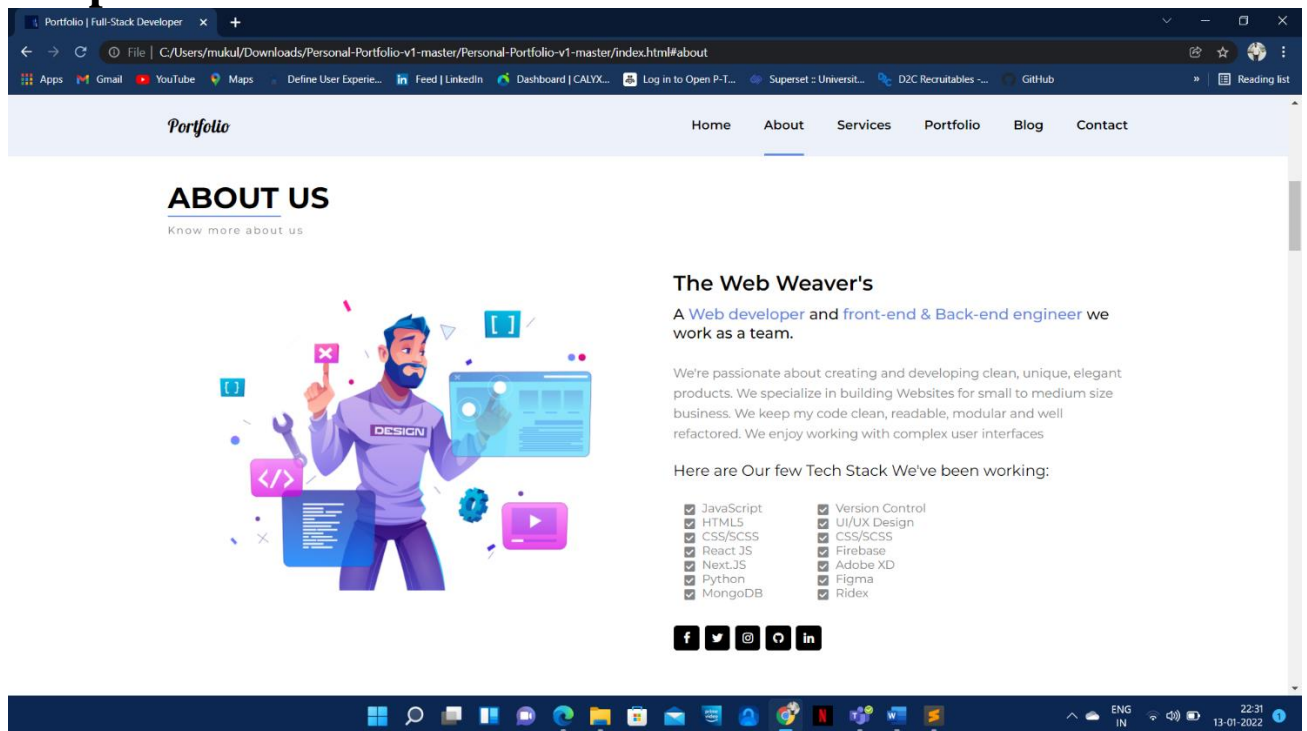 Portfolio | Full-Stack Developer
File | C:/Users/mukul/Downloads/Personal-Portfolio-v1-master/Personal-Portfolio-v1-master/index.html#about
Apps Gmail YouTube Maps Define User Experie... Feed | LinkedIn Dashboard | CALYX... Log in to Open P-T... Superset :: Universit... D2C Recruitables -... GitHub » Reading list
Portfolio Home About Services Portfolio Blog Contact
ABOUT US
Know more about us
The Web Weaver's
A Web developer and front-end & Back-end engineer we
work as a team.
We're passionate about creating and developing clean, unique, elegant
products. We specialize in building Websites for small to medium size
business. We keep my code clean, readable, modular and well
refactored. We enjoy working with complex user interfaces
Here are Our few Tech Stack We've been working:
JavaScript Version Control
HTML5 UI/UX Design
CSS/SCSS CSS/SCSS
React JS Firebase
Next.JS Adobe XD
Python Figma
MongoDB Ridex
[ ]
[ ]
DESIGN
</>
ENG 22:31
IN 13-01-2022 1